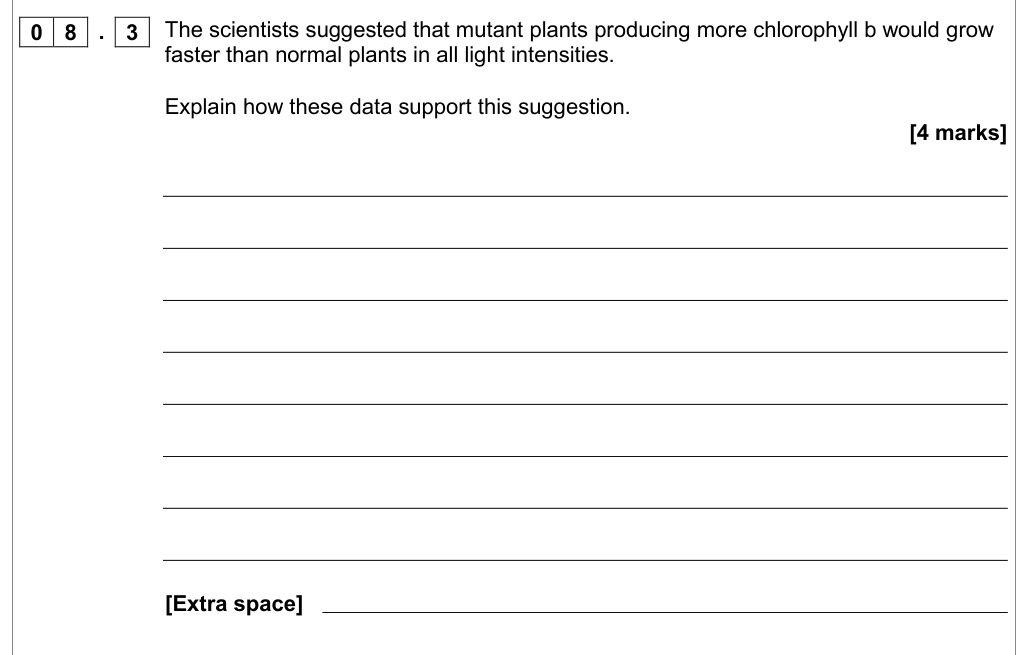 0 8 . 3 The scientists suggested that mutant plants producing more chlorophyll b would grow
faster than normal plants in all light intensities.
Explain how these data support this suggestion.
[4 marks]
[Extra space]